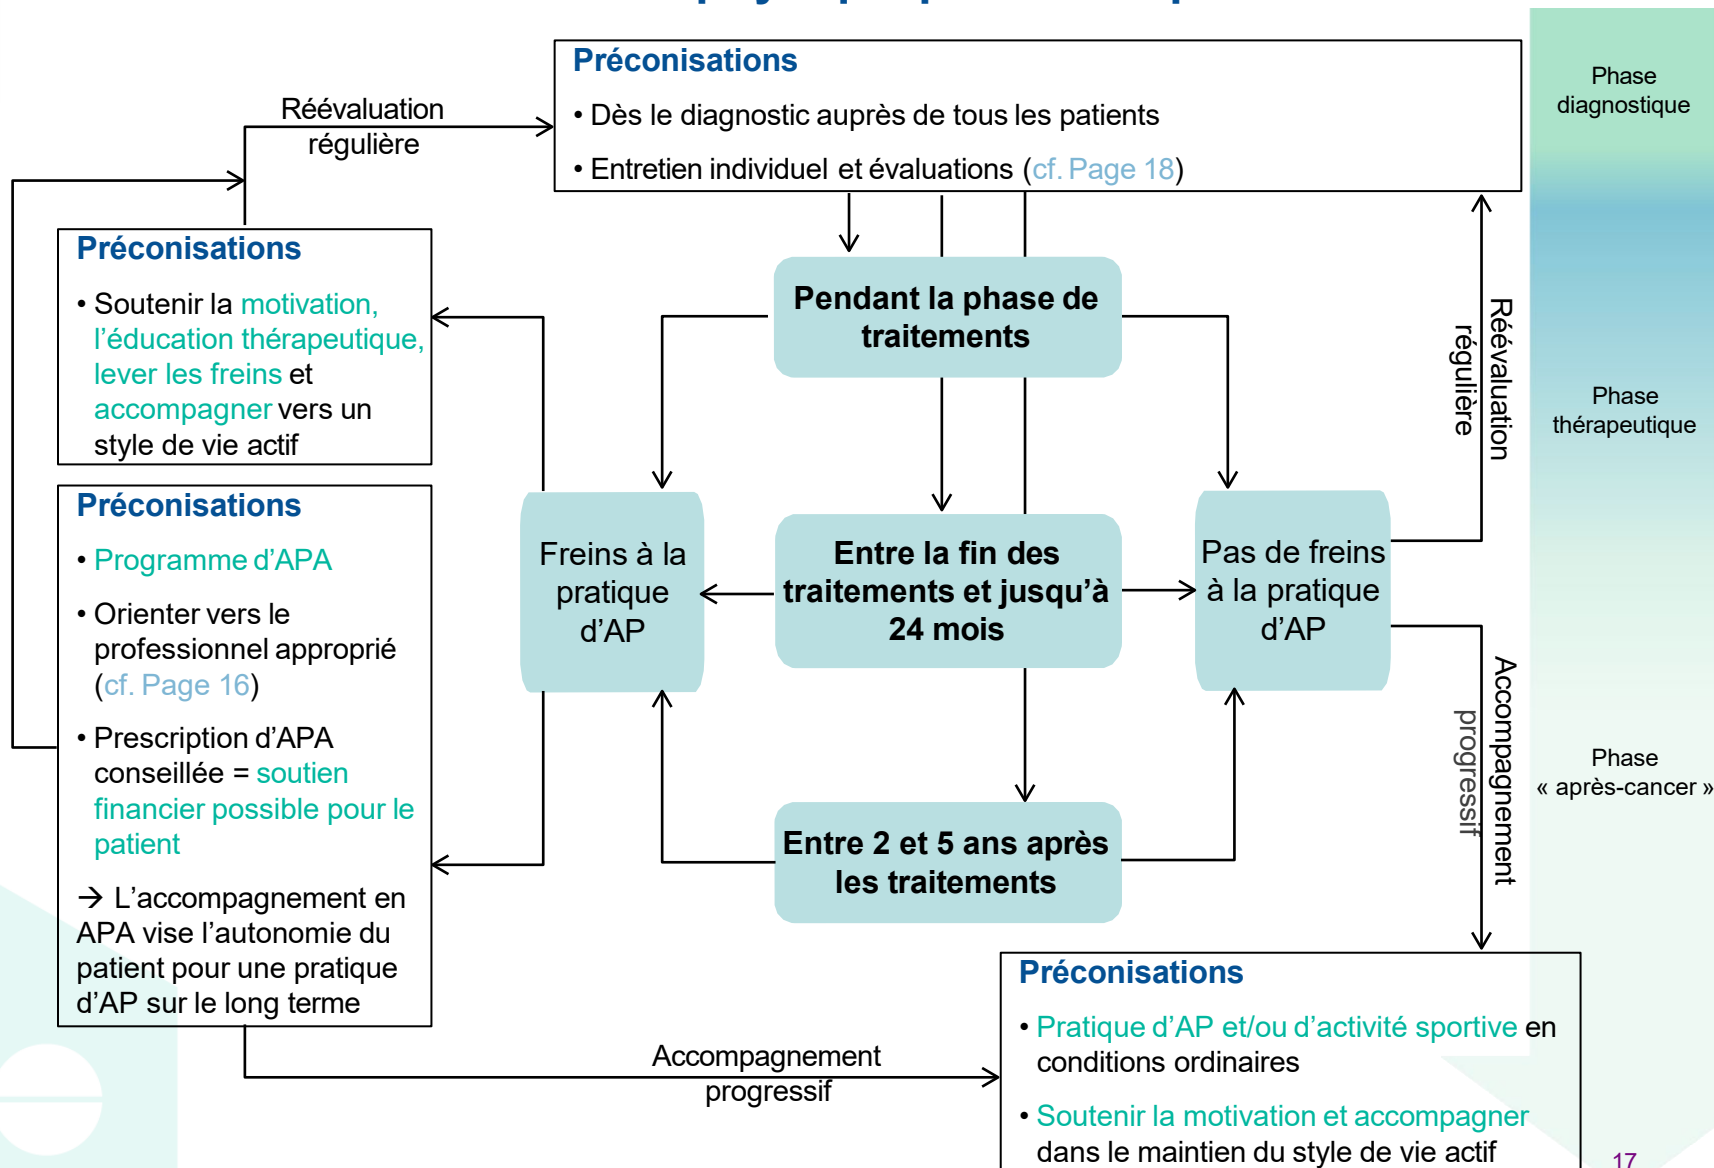 Préconisations
• Dès le diagnostic auprès de tous les patients
• Entretien individuel et évaluations (cf. Page 18)
Phase
diagnostique
Réévaluation
régulière
Préconisations
• Soutenir la motivation,
l’éducation thérapeutique,
lever les freins et
accompagner vers un
style de vie actif
Pendant la phase de
traitements
Réévaluation
régulière
Phase
thérapeutique
Préconisations
• Programme d’APA
• Orienter vers le
professionnel approprié
(cf. Page 16)
• Prescription d’APA
conseillée = soutien
financier possible pour le
patient
→ L’accompagnement en
APA vise l’autonomie du
patient pour une pratique
d’AP sur le long terme
Freins à la
pratique
d’AP
Entre la fin des
traitements et jusqu’à
24 mois
Pas de freins
à la pratique
d’AP
Accompagnement
progressif
Phase
« après-cancer »
Entre 2 et 5 ans après
les traitements
Accompagnement
progressif
Préconisations
• Pratique d’AP et/ou d’activité sportive en
conditions ordinaires
• Soutenir la motivation et accompagner
dans le maintien du style de vie actif
17